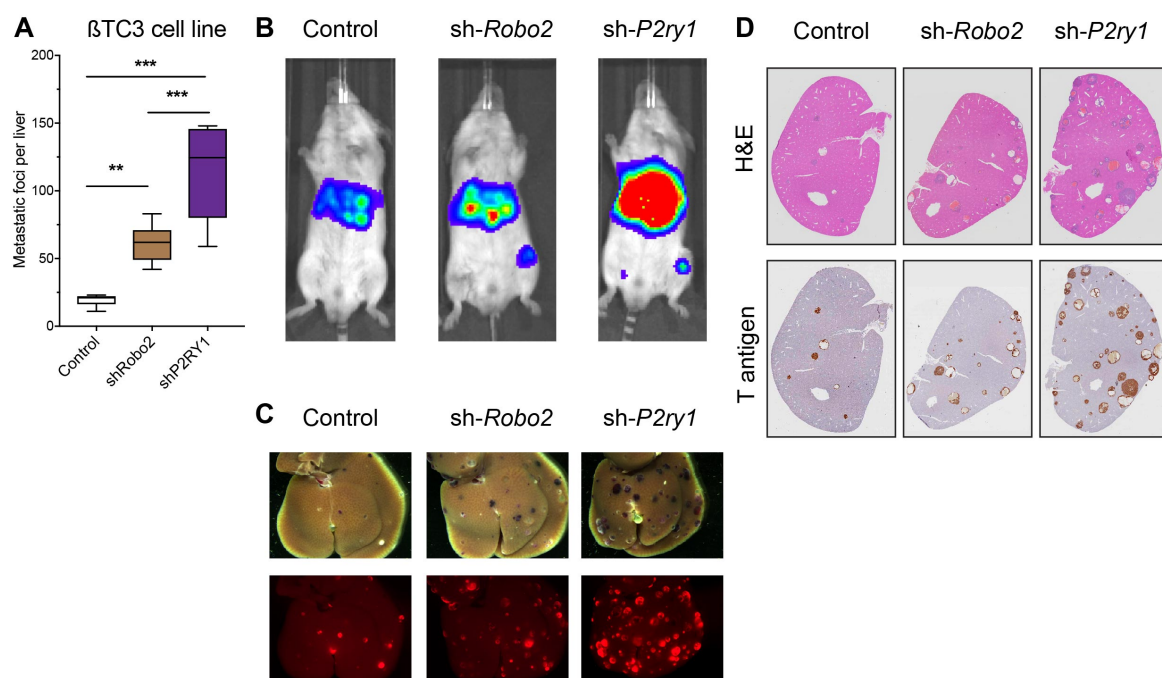 A
ßTC3 cell line
Metastatic foci per liver
200
150
100
50
0
***
***
**
Control
shRobo2
shP2RY1
B
Control
sh-Robo2
sh-P2ry1
C
Control
sh-Robo2
sh-P2ry1
D
Control
sh-Robo2
sh-P2ry1
H&E
T antigen